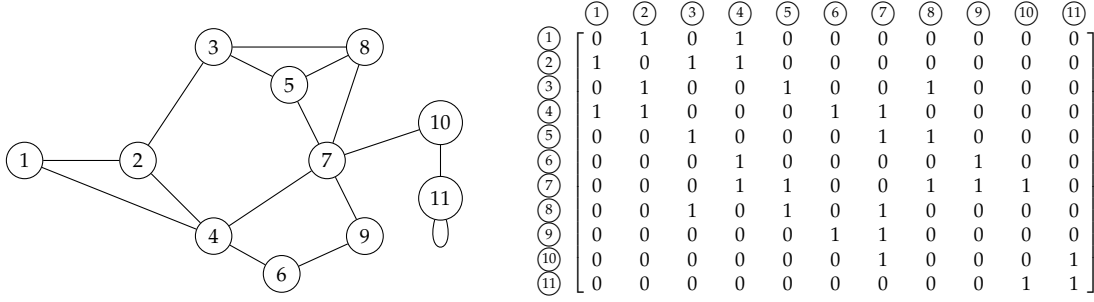 3 8
5
10
1 2 7
11
4 9
6
① ② ③ ④ ⑤ ⑥ ⑦ ⑧ ⑨ ⑩ ⑪
① 0 1 0 1 0 0 0 0 0 0 0
② 1 0 1 1 0 0 0 0 0 0 0
③ 0 1 0 0 1 0 0 1 0 0 0
④ 1 1 0 0 0 1 1 0 0 0 0
⑤ 0 0 1 0 0 0 1 1 0 0 0
⑥ 0 0 0 1 0 0 0 0 1 0 0
⑦ 0 0 0 1 1 0 0 1 1 1 0
⑧ 0 0 1 0 1 0 1 0 0 0 0
⑨ 0 0 0 0 0 1 1 0 0 0 0
⑩ 0 0 0 0 0 0 1 0 0 0 1
⑪ 0 0 0 0 0 0 0 0 0 1 1